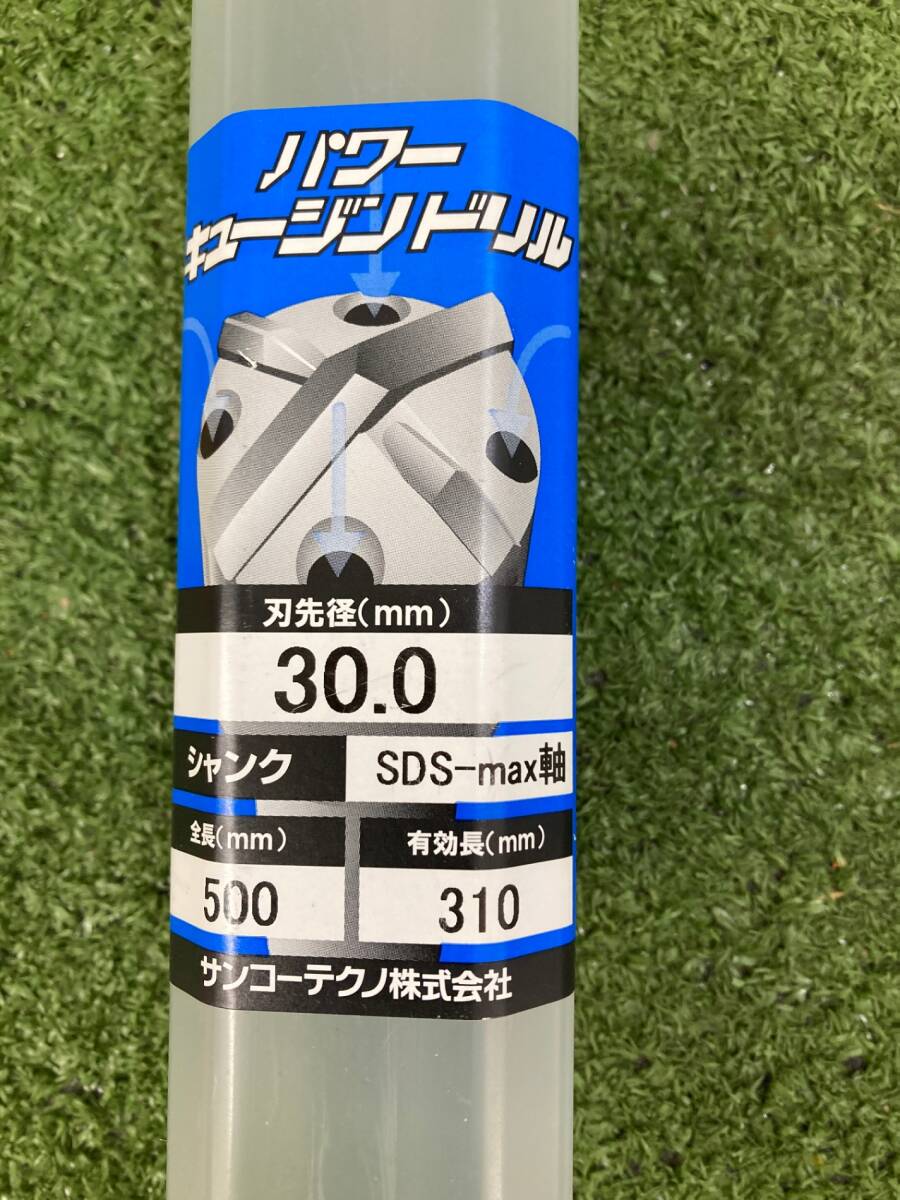 パワー
キュージンドリル
刃先径(mm)
30.0
シャンク SDS-max軸
全長(mm) 有効長(mm)
500 310
サンコーテクノ株式会社